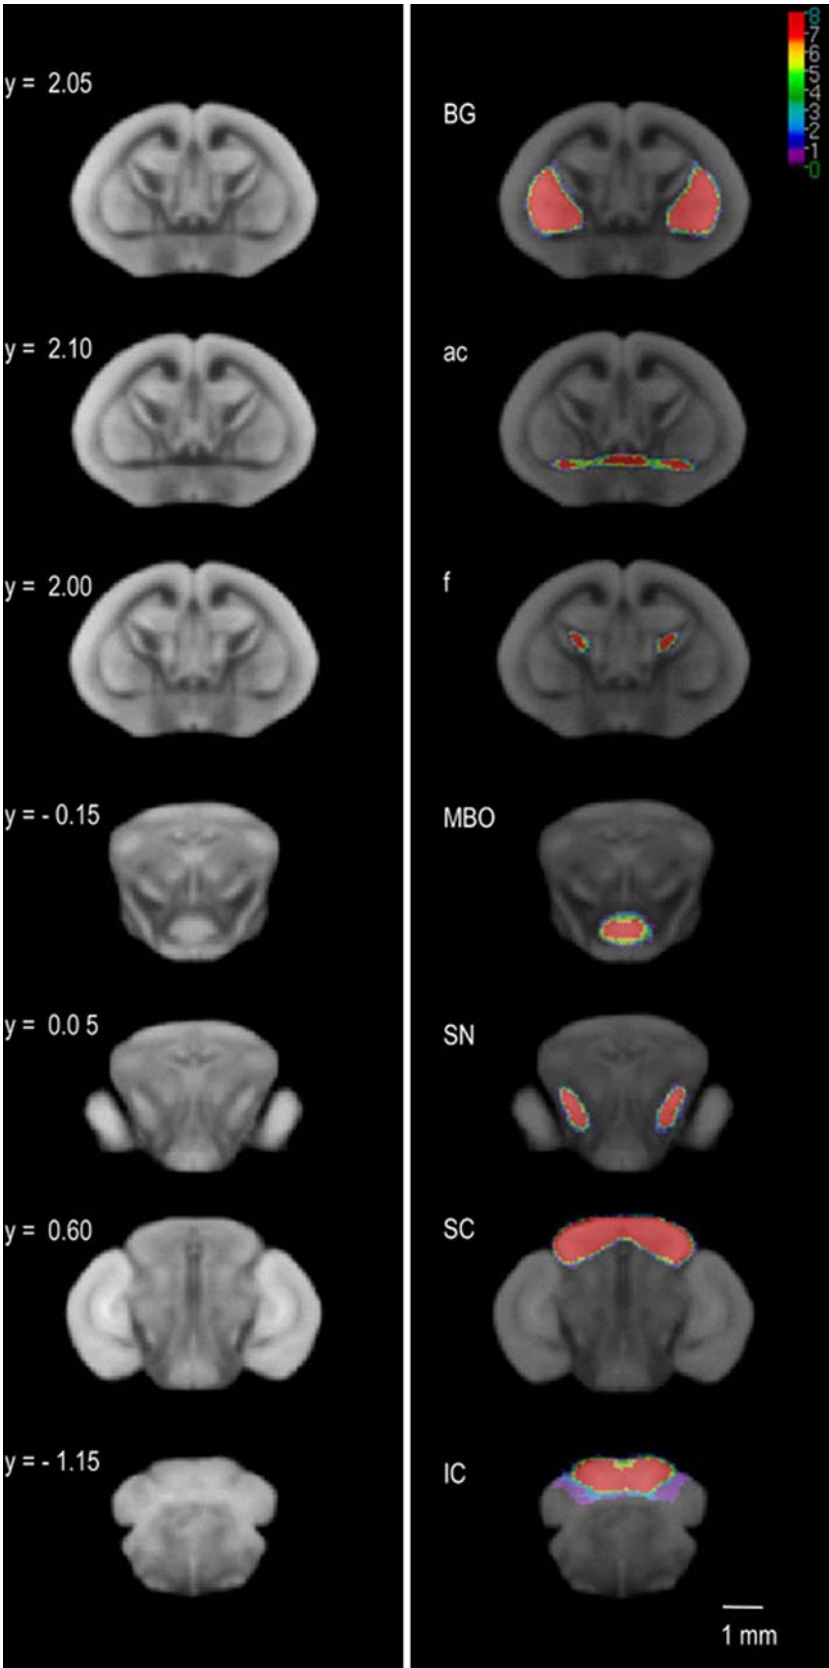 8
7
6
5
4
3
2
1
0
y = 2.05
BG
y = 2.10
ac
y = 2.00
f
y = - 0.15
MBO
y = 0.0 5
SN
y = 0.60
SC
y = - 1.15
IC
1 mm